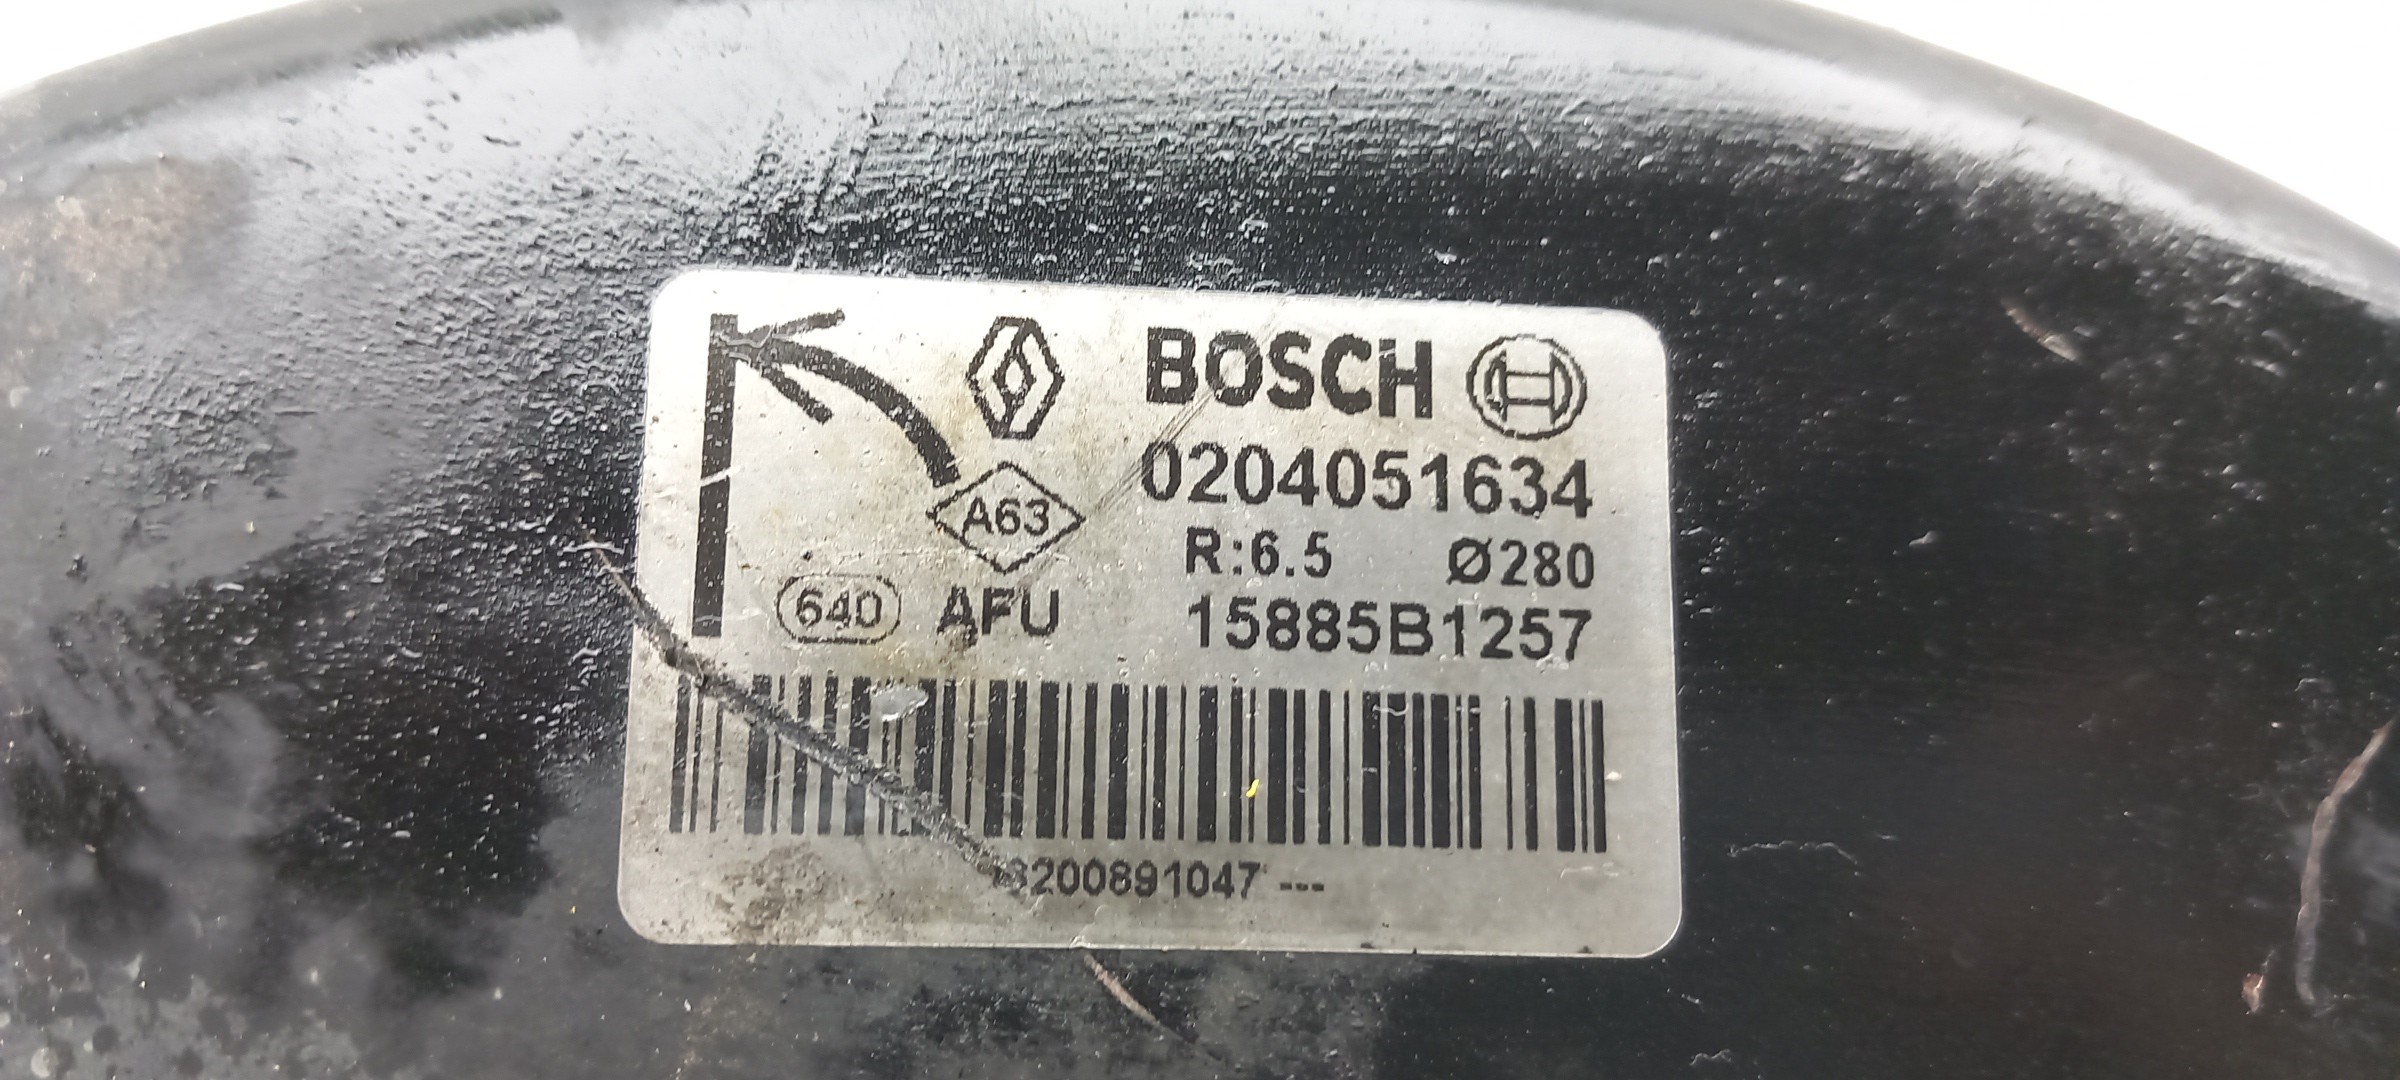 BOSCH
0204051634
A63
R:6.5 Ø280
640 AFU 15885B1257
8200891047 ---